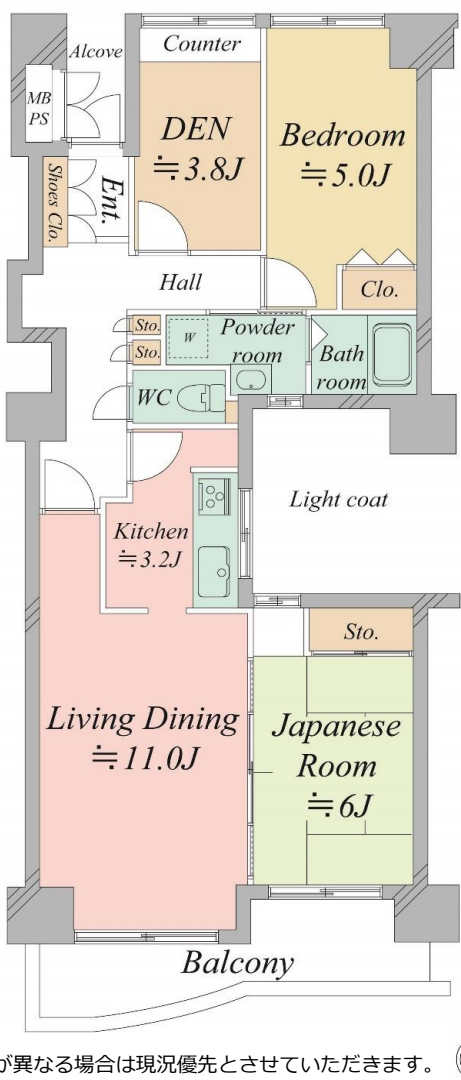 Alcove
Counter
MB
PS
DEN
≒3.8J
Bedroom
≒5.0J
Shoes Clo.
Ent.
Hall
Clo.
Sto.
Sto.
W
Powder
room
Bath
room
WC
Kitchen
≒3.2J
Light coat
Sto.
Living Dining
≒11.0J
Japanese
Room
≒6J
Balcony
が異なる場合は現況優先とさせていただきます。